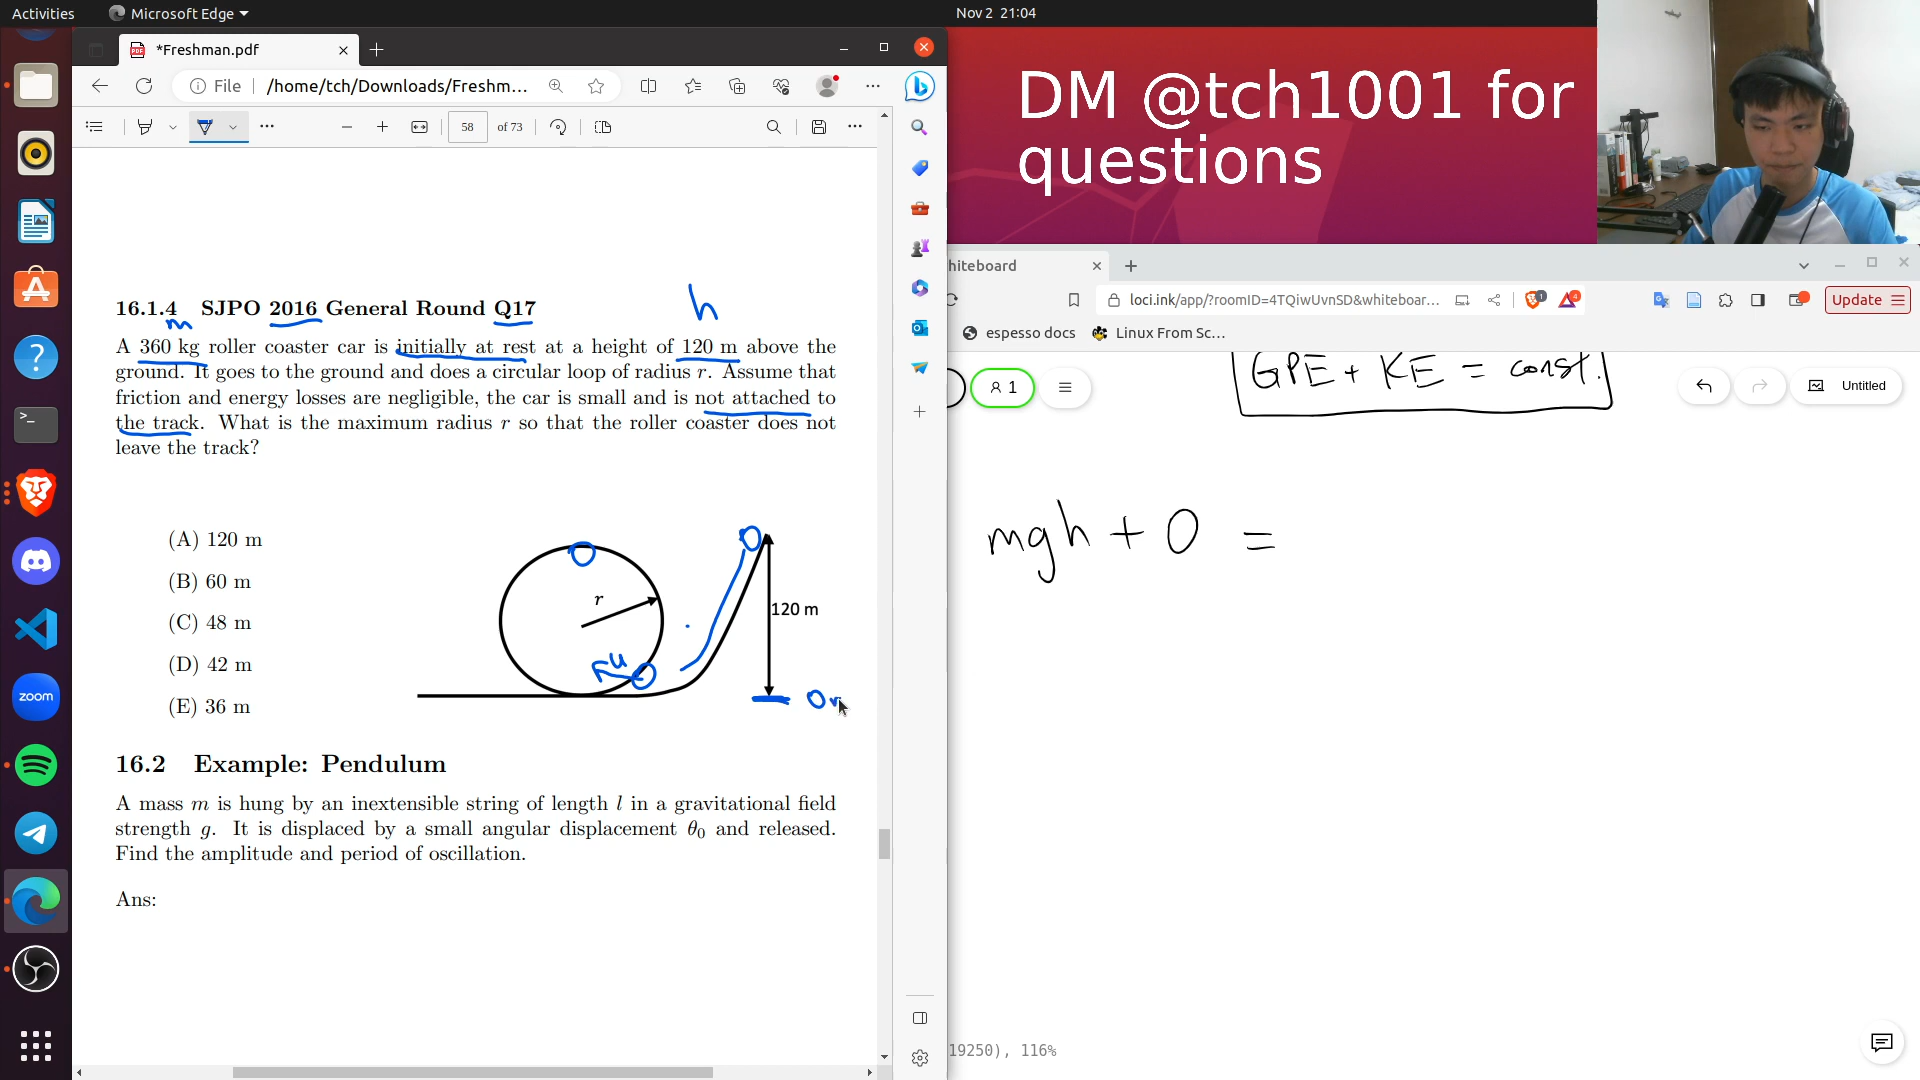 Activities
Microsoft Edge
Nov 2 21:04
*Freshman.pdf
File
/home/tch/Downloads/Freshm...
58
of 73
16.1.4 SJPO 2016 General Round Q17
m
h
A 360 kg roller coaster car is initially at rest at a height of 120 m above the
ground. It goes to the ground and does a circular loop of radius r. Assume that
friction and energy losses are negligible, the car is small and is not attached to
the track. What is the maximum radius r so that the roller coaster does not
leave the track?
(A) 120 m
(B) 60 m
(C) 48 m
(D) 42 m
(E) 36 m
r
120 m
u
0
16.2 Example: Pendulum
A mass m is hung by an inextensible string of length l in a gravitational field
strength g. It is displaced by a small angular displacement θ0 and released.
Find the amplitude and period of oscillation.
Ans:
zoom
DM @tch1001 for
questions
hiteboard
loci.ink/app/?roomID=4TQiwUvnSD&whiteboar...
1
4
Update
espesso docs
Linux From Sc...
1
Untitled
GPE + KE = const.
mgh + 0 =
19250), 116%